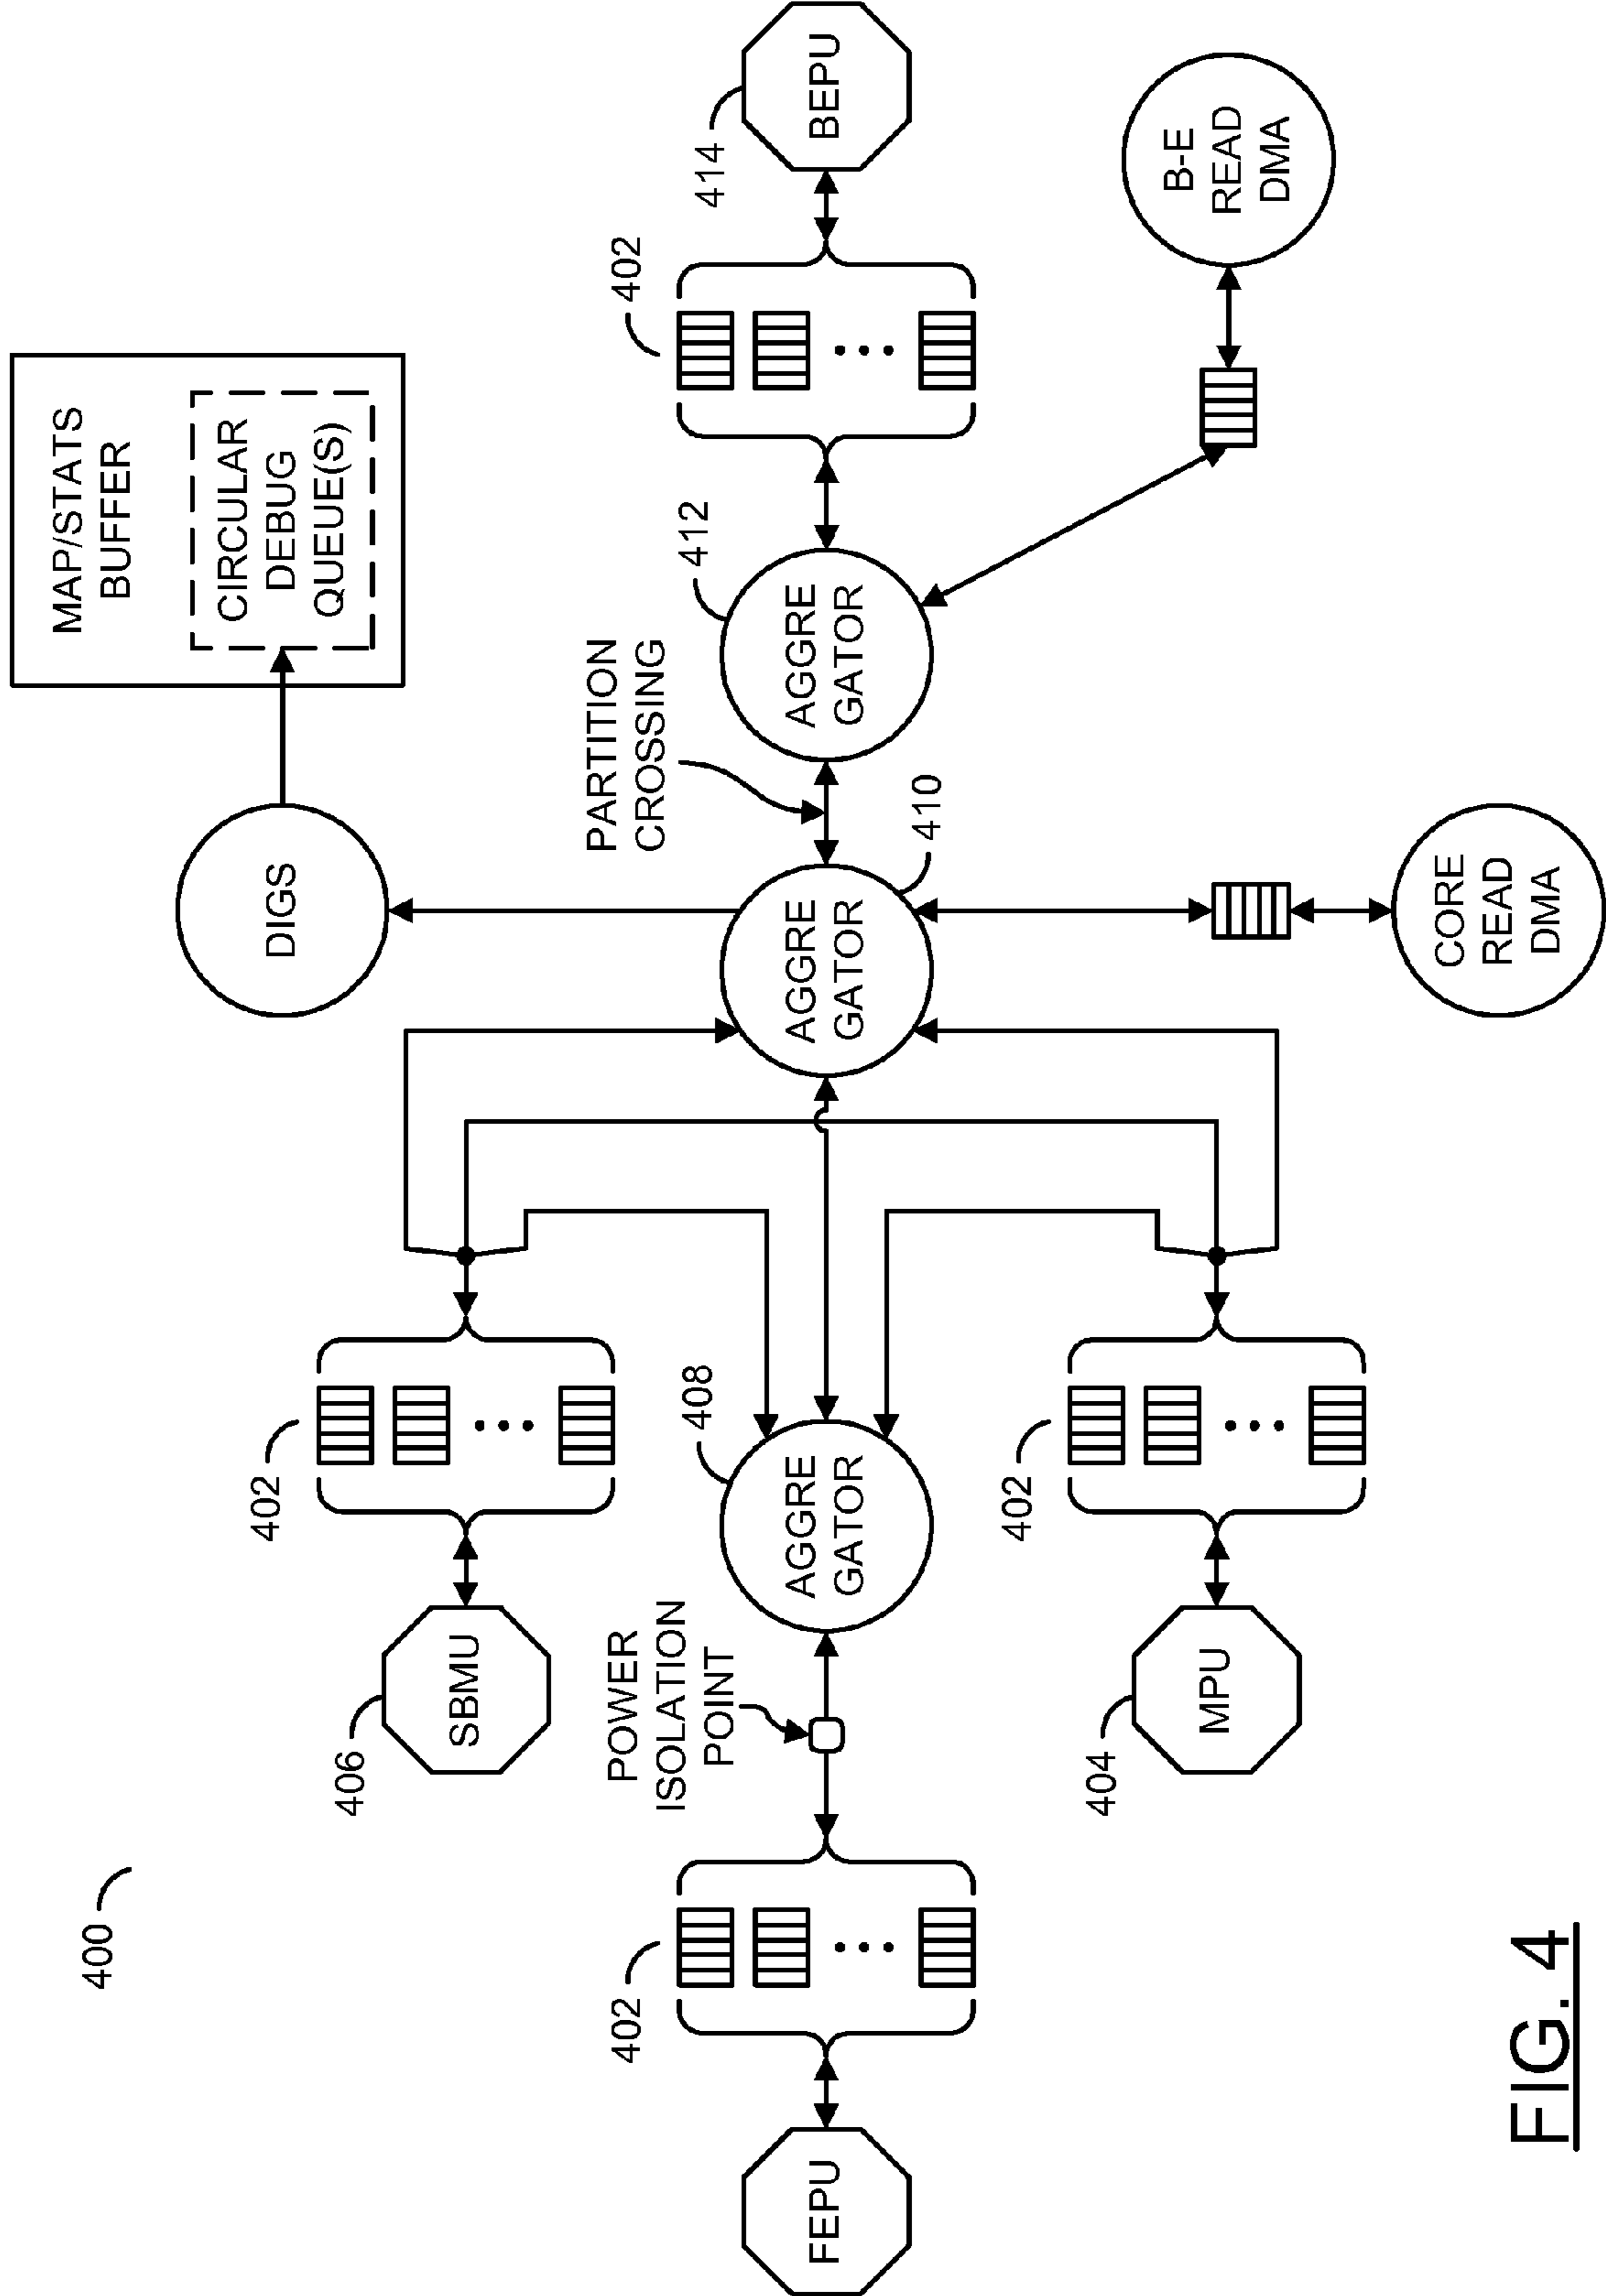 400
MAP/STATS
BUFFER
CIRCULAR
DEBUG
QUEUE(S)
DIGS
406
SBMU
402
POWER
ISOLATION
POINT
PARTITION
CROSSING
402
408
412
402
414
FEPU
AGGRE
GATOR
AGGRE
GATOR
AGGRE
GATOR
BEPU
410
404
MPU
402
CORE
READ
DMA
B-E
READ
DMA
FIG. 4